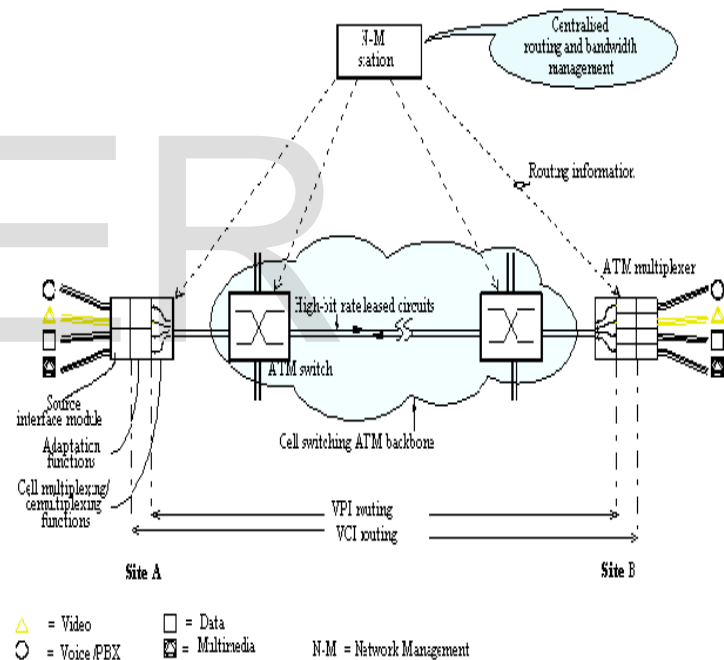 N-M
station
Centralised
routing and bandwidth
management
ER
Routing information.
ATM multiplexer
High-bit rate leased circuits
ATM switch
Source
interface module
Adaptation
functions
Cell multiplexing/
cemultiplexing
functions
Cell switching ATM backbone
VPI routing
VCI routing
Site A
Site B
= Video
= Data
= Voice/PBX
= Multimedia
N-M = Network Management